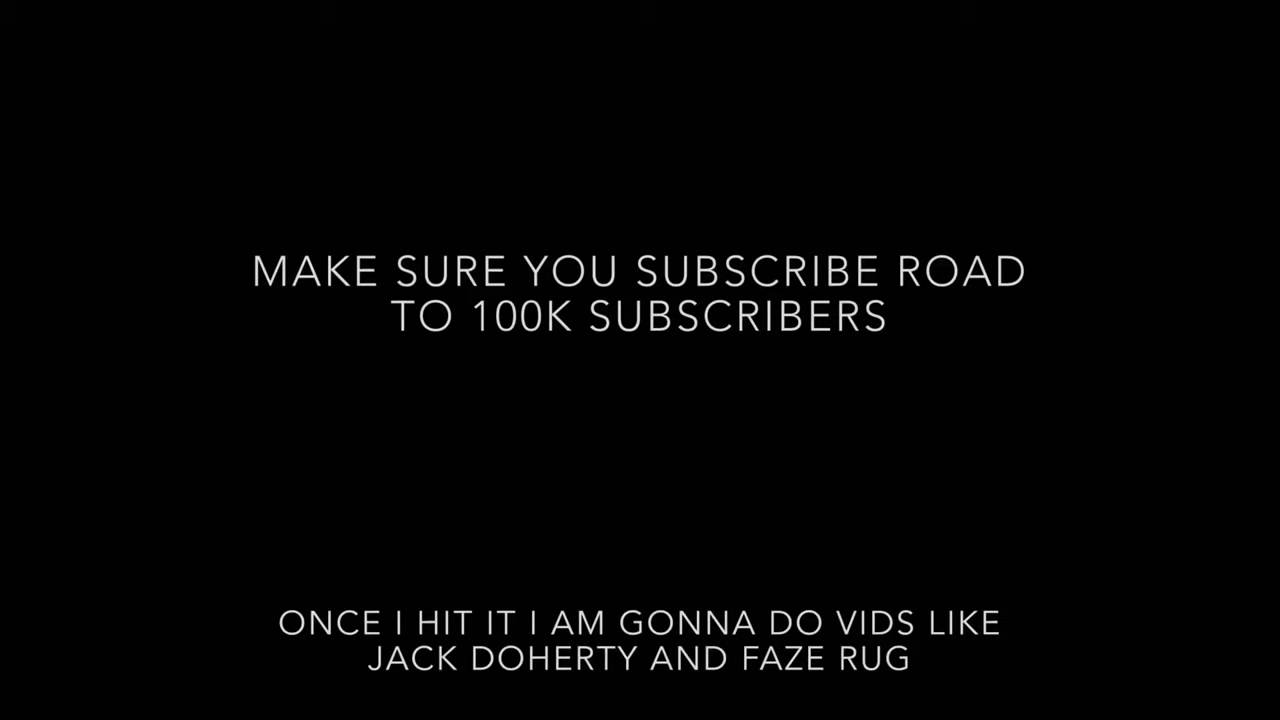 MAKE SURE YOU SUBSCRIBE ROAD
TO 100K SUBSCRIBERS
ONCE I HIT IT I AM GONNA DO VIDS LIKE
JACK DOHERTY AND FAZE RUG